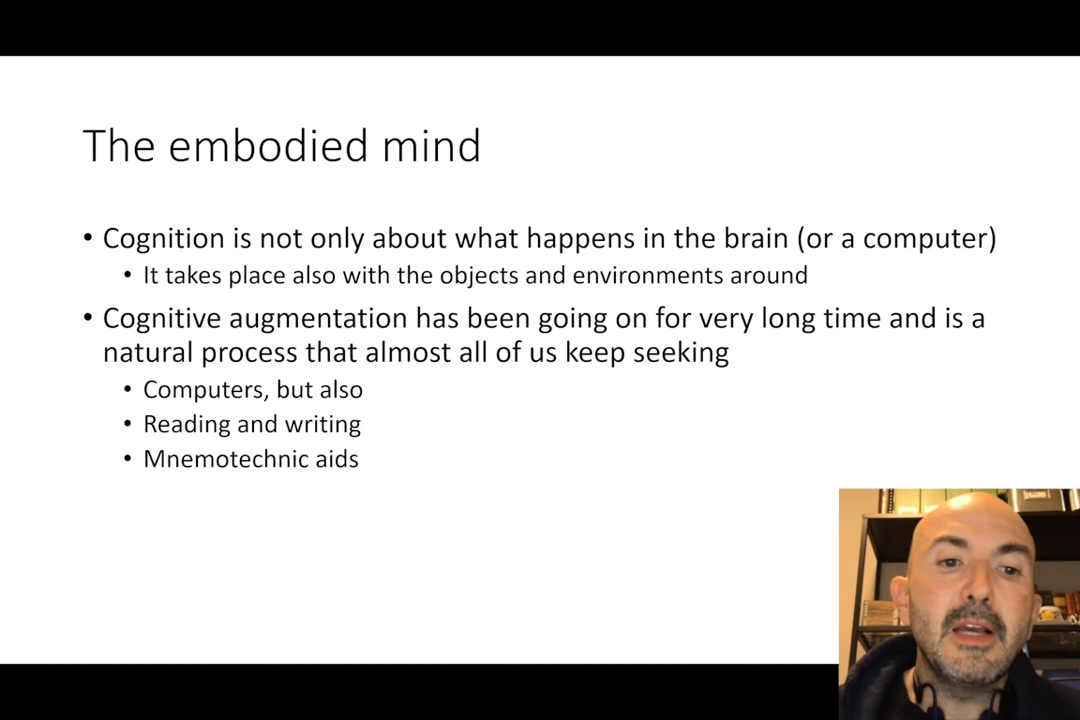 The embodied mind
• Cognition is not only about what happens in the brain (or a computer)
• It takes place also with the objects and environments around
• Cognitive augmentation has been going on for very long time and is a
natural process that almost all of us keep seeking
• Computers, but also
• Reading and writing
• Mnemotechnic aids